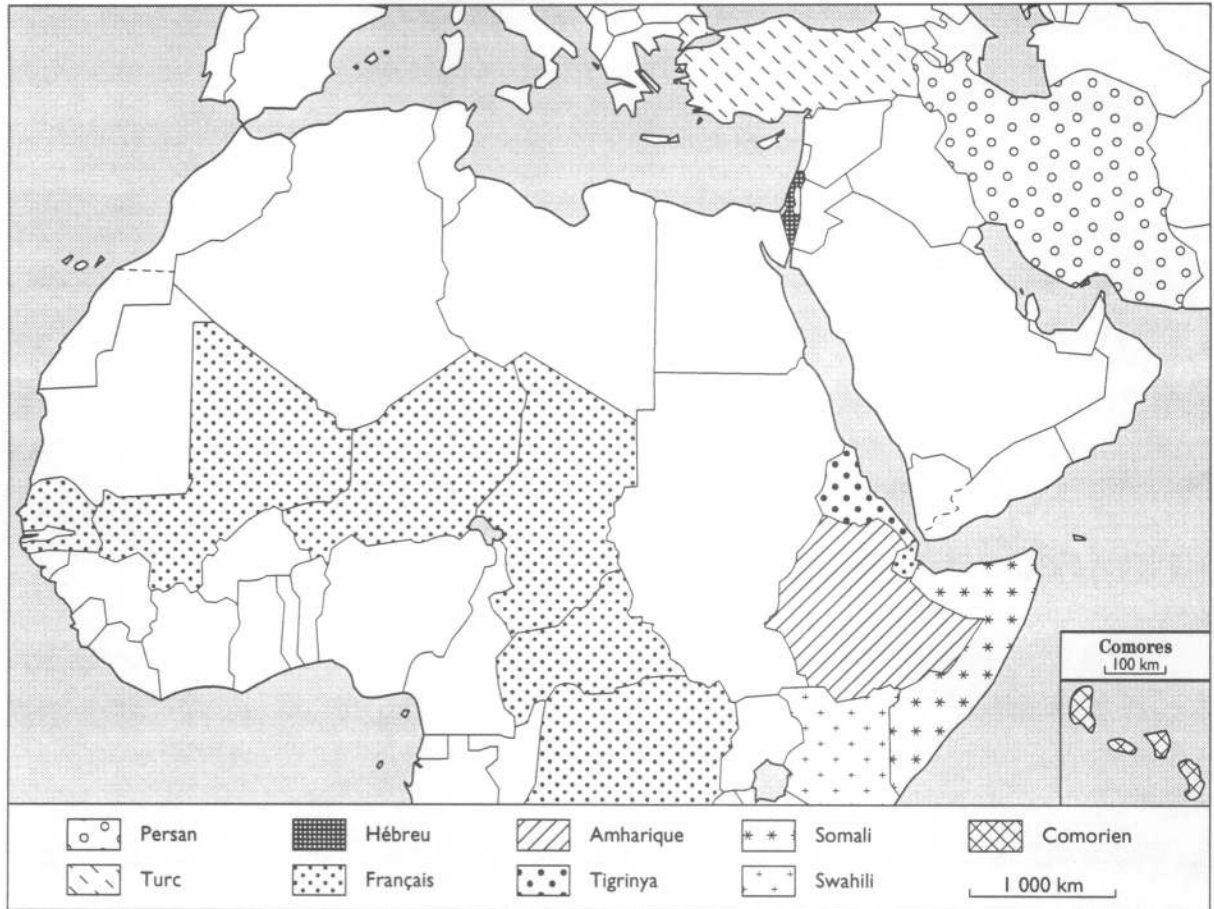 Comores
100 km
Persan
Hébreu
Amharique
Somali
Comorien
Turc
Français
Tigrinya
Swahili
1 000 km